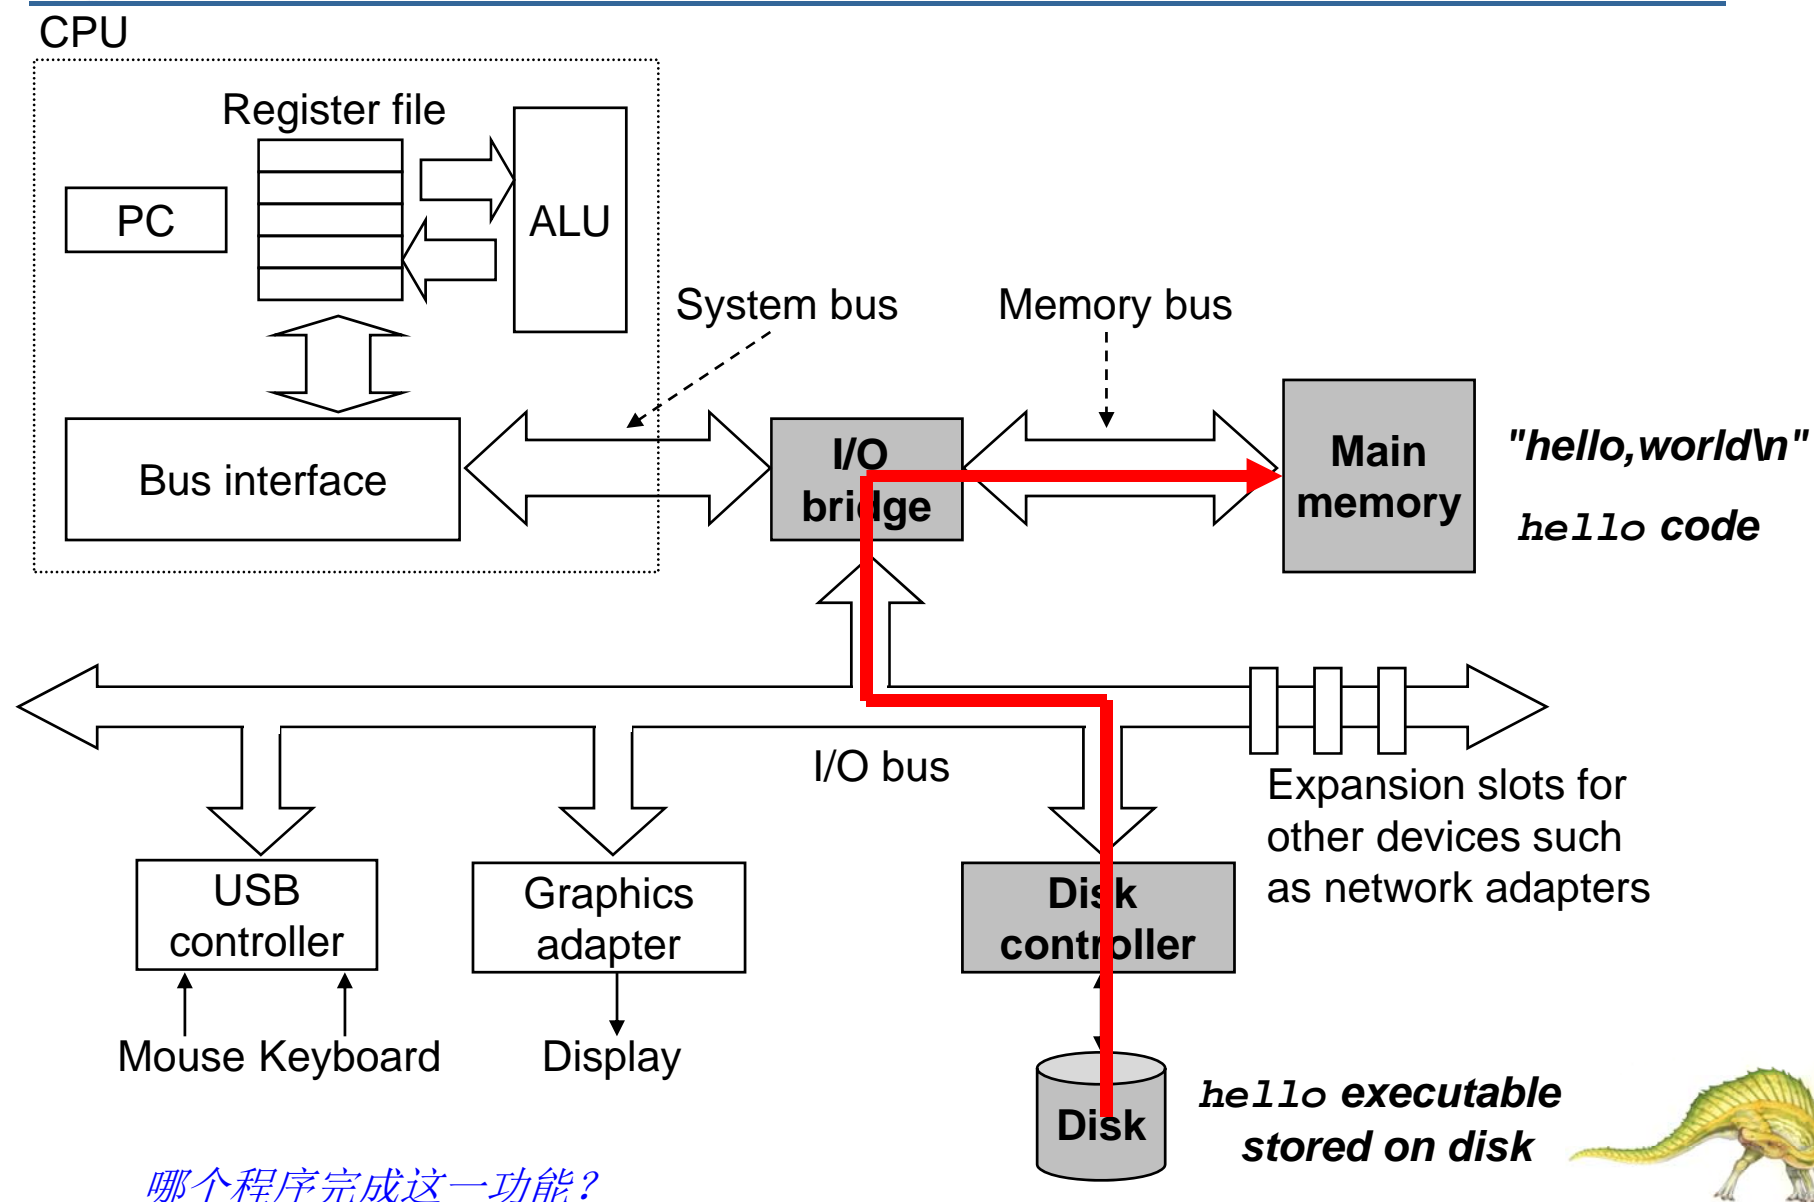 CPU
Register file
PC
ALU
System bus
Memory bus
Bus interface
I/O
bridge
Main
memory
"hello,world\n"
hello code
I/O bus
Expansion slots for
other devices such
as network adapters
USB
controller
Graphics
adapter
Disk
controller
Mouse Keyboard
Display
Disk
hello executable
stored on disk
哪个程序完成这一功能?